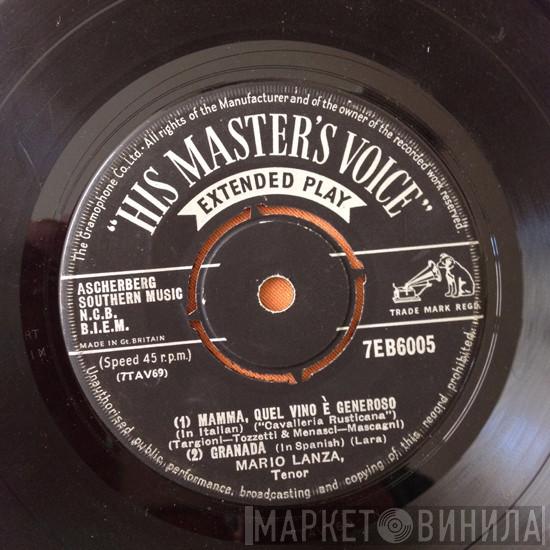 The Gramophone Co., Ltd. All rights of the Manufacturer and of the owner of the recorded work reserved.
"HIS MASTER'S VOICE"
EXTENDED PLAY
ASCHERBERG
SOUTHERN MUSIC
N.C.B.
B.I.E.M.
MADE IN Gt. BRITAIN
TRADE MARK REGD.
(Speed 45 r.p.m.)
(7TAV69)
7EB6005
(1) MAMMA, QUEL VINO È GENEROSO
(In Italian) ("Cavalleria Rusticana")
(Targioni-Tozzetti & Menasci-Mascagni)
(2) GRANADA (In Spanish) (Lara)
MARIO LANZA,
Tenor
Unauthorised public performance, broadcasting and copying of this record prohibited.
МАРКЕТ ВИНИЛА